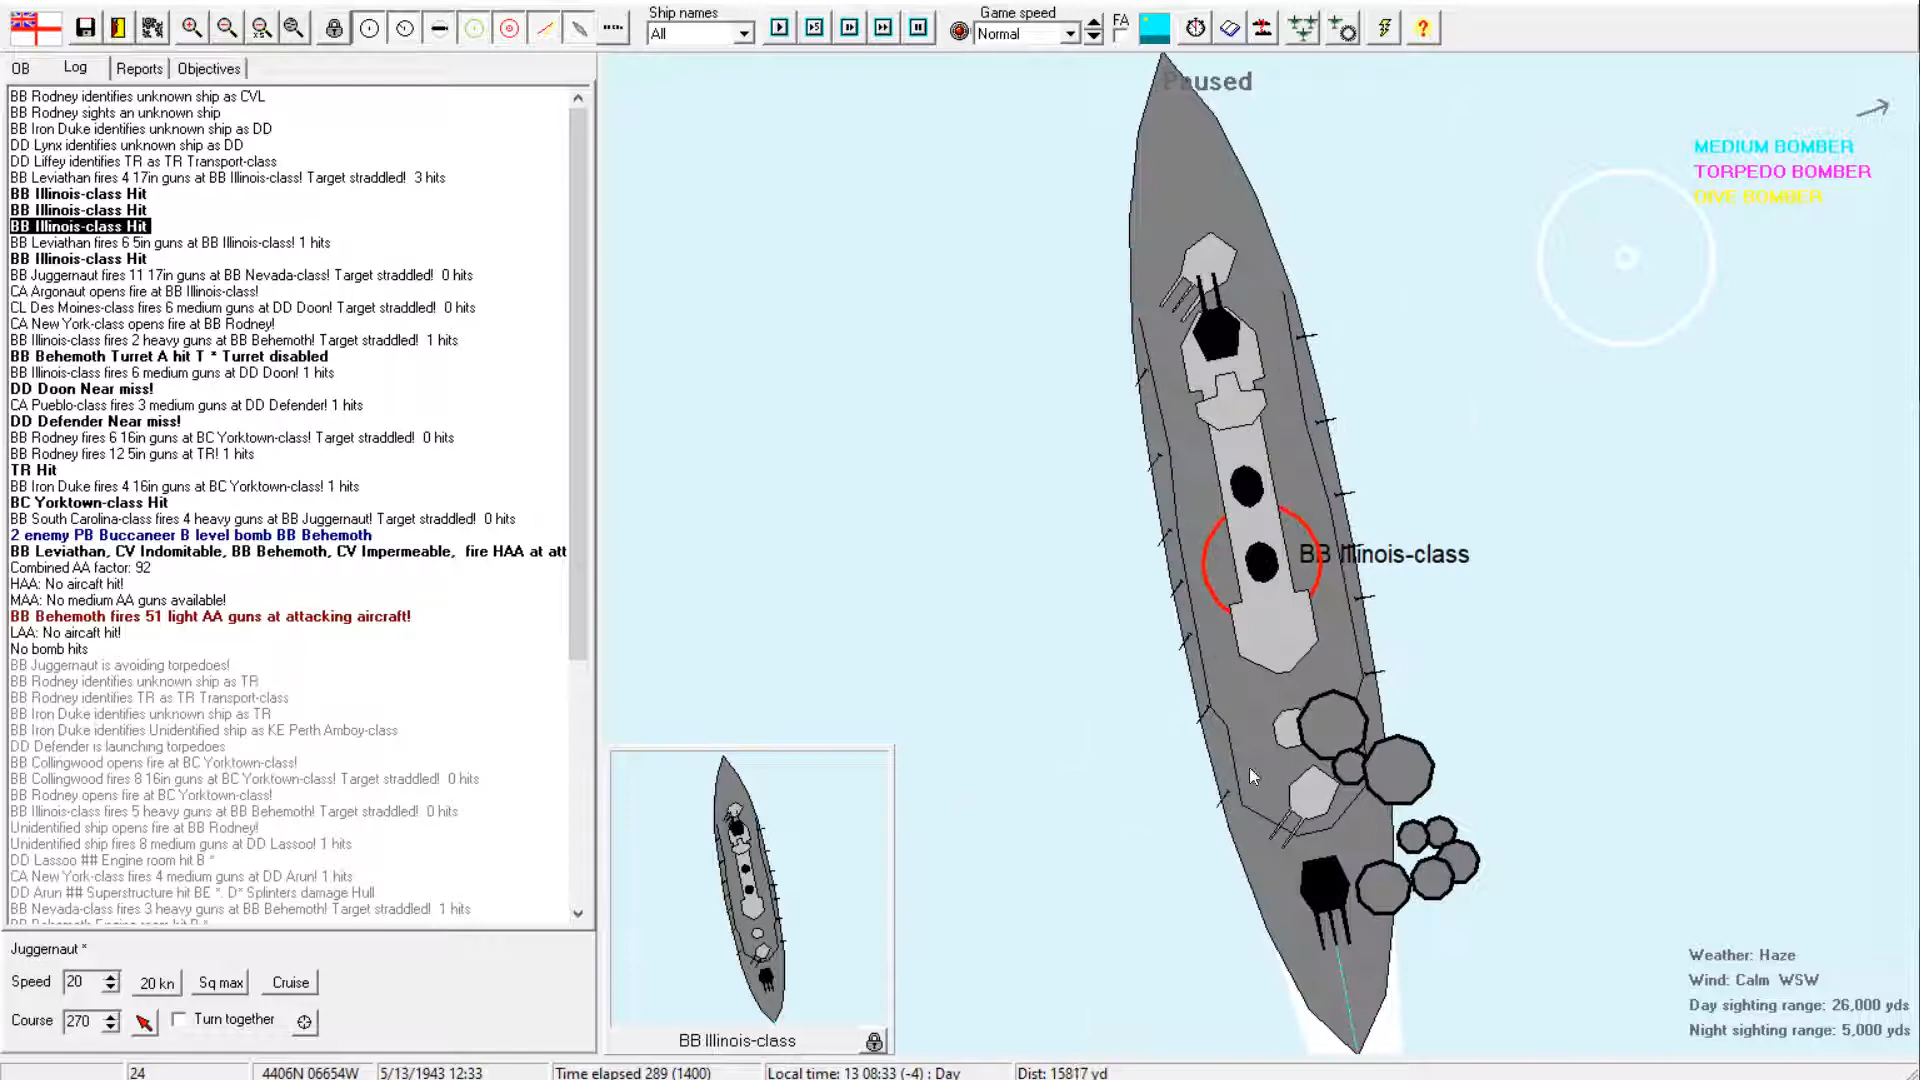 Ship names
Game speed
All
Normal
FA
OB
Log
Reports
Objectives
BB Rodney identifies unknown ship as CVL
BB Rodney sights an unknown ship
BB Iron Duke identifies unknown ship as DD
DD Lynx identifies unknown ship as DD
DD Liffey identifies TR as TR Transport-class
BB Leviathan fires 4 17in guns at BB Illinois-class! Target straddled! 3 hits
BB Illinois-class Hit
BB Illinois-class Hit
BB Illinois-class Hit
BB Leviathan fires 6 5in guns at BB Illinois-class! 1 hits
BB Illinois-class Hit
BB Juggernaut fires 11 17in guns at BB Nevada-class! Target straddled! 0 hits
CA Argonaut opens fire at BB Illinois-class!
CL Des Moines-class fires 6 medium guns at DD Doon! Target straddled! 0 hits
CA New York-class opens fire at BB Rodney!
BB Illinois-class fires 2 heavy guns at BB Behemoth! Target straddled! 1 hits
BB Behemoth Turret A hit T * Turret disabled
BB Illinois-class fires 6 medium guns at DD Doon! 1 hits
DD Doon Near miss!
CA Pueblo-class fires 3 medium guns at DD Defender! 1 hits
DD Defender Near miss!
BB Rodney fires 6 16in guns at BC Yorktown-class! Target straddled! 0 hits
BB Rodney fires 12 5in guns at TR! 1 hits
TR Hit
BB Iron Duke fires 4 16in guns at BC Yorktown-class! 1 hits
BC Yorktown-class Hit
BB South Carolina-class fires 4 heavy guns at BB Juggernaut! Target straddled! 0 hits
2 enemy PB Buccaneer B level bomb BB Behemoth
BB Leviathan, CV Indomitable, BB Behemoth, CV Impermeable, fire HAA at att
Combined AA factor: 92
HAA: No aircaft hit!
MAA: No medium AA guns available!
BB Behemoth fires 51 light AA guns at attacking aircraft!
LAA: No aircaft hit!
No bomb hits
BB Juggernaut is avoiding torpedoes!
BB Rodney identifies unknown ship as TR
BB Rodney identifies TR as TR Transport-class
BB Iron Duke identifies unknown ship as TR
BB Iron Duke identifies Unidentified ship as KE Perth Amboy-class
DD Defender is launching torpedoes
BB Collingwood opens fire at BC Yorktown-class!
BB Collingwood fires 8 16in guns at BC Yorktown-class! Target straddled! 0 hits
BB Rodney opens fire at BC Yorktown-class!
BB Illinois-class fires 5 heavy guns at BB Behemoth! Target straddled! 0 hits
Unidentified ship opens fire at BB Rodney!
Unidentified ship fires 8 medium guns at DD Lassoo! 1 hits
DD Lassoo ## Engine room hit B *
CA New York-class fires 4 medium guns at DD Arun! 1 hits
DD Arun ## Superstructure hit BE *. D* Splinters damage Hull
BB Nevada-class fires 3 heavy guns at BB Behemoth! Target straddled! 1 hits
BB Behemoth Engine room hit B *
Juggernaut *
Speed
20
20 kn
Sq max
Cruise
Course
270
Turn together
Paused
MEDIUM BOMBER
TORPEDO BOMBER
DIVE BOMBER
BB Illinois-class
BB Illinois-class
Weather: Haze
Wind: Calm WSW
Day sighting range: 26,000 yds
Night sighting range: 5,000 yds
24
4406N 06654W
5/13/1943 12:33
Time elapsed 289 (1400)
Local time: 13 08:33 (-4) : Day
Dist: 15817 yd